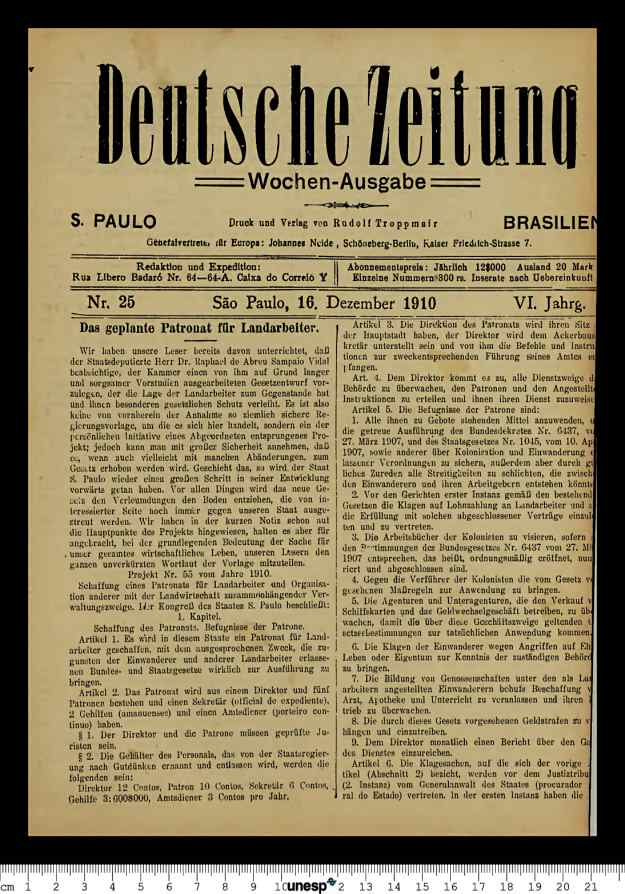 Deutsche Zeitung
Wochen-Ausgabe
S. PAULO
Druck und Verlag von Rudolf Troppmair
BRASILIEN
Generalvertreter für Europa: Johannes Neide, Schöneberg-Berlin, Kaiser Friedrich-Strasse 7.
Redaktion und Expedition:
Rua Libero Badaró Nr. 64—64-A. Caixa do Correio Y
Abonnementspreis: Jährlich 12$000 Ausland 20 Mark
Einzelne Nummern 300 rs. Inserate nach Uebereinkunft
Nr. 25
São Paulo, 16. Dezember 1910
VI. Jahrg.
Das geplante Patronat für Landarbeiter.
Wir haben unsere Leser bereits davon unterrichtet, daß
der Staatsdeputierte Herr Dr. Raphael de Abreu Sampaio Vidal
beabsichtige, der Kammer einen von ihm auf Grund langer
und sorgsamer Vorstudien ausgearbeiteten Gesetzentwurf vor-
zulegen, der die Lage der Landarbeiter zum Gegenstande hat
und ihnen besonderen gesetzlichen Schutz verleiht. Es ist also
keine von vornherein der Annahme so ziemlich sichere Re-
gierungsvorlage, um die es sich hier handelt, sondern ein der
persönlichen Initiative eines Abgeordneten entsprungenes Pro-
jekt; jedoch kann man mit großer Sicherheit annehmen, daß
es, wenn auch vielleicht mit manchen Abänderungen, zum
Gesetz erhoben werden wird. Geschieht das, so wird der Staat
S. Paulo wieder einen großen Schritt in seiner Entwicklung
vorwärts getan haben. Vor allen Dingen wird das neue Ge-
setz den Verleumdungen den Boden entziehen, die von in-
teressierter Seite noch immer gegen unseren Staat ausge-
streut werden. Wir haben in der kurzen Notiz schon auf
die Hauptpunkte des Projekts hingewiesen, halten es aber für
angebracht, bei der grundlegenden Bedeutung der Sache für
unser gesamtes wirtschaftliches Leben, unseren Lesern den
ganzen unverkürzten Wortlaut der Vorlage mitzuteilen.
Projekt Nr. 55 vom Jahre 1910.
Schaffung eines Patronats für Landarbeiter und Organisa-
tion anderer mit der Landwirtschaft zusammenhängender Ver-
waltungszweige. Der Kongreß des Staates S. Paulo beschließt:
1. Kapitel.
Schaffung des Patronats. Befugnisse der Patrone.
Artikel 1. Es wird in diesem Staate ein Patronat für Land-
arbeiter geschaffen, mit dem ausgesprochenen Zweck, die zu-
gunsten der Einwanderer und anderer Landarbeiter erlasse-
nen Bundes- und Staatsgesetze wirklich zur Ausführung zu
bringen.
Artikel 2. Das Patronat wird aus einem Direktor und fünf
Patronen bestehen und einen Sekretär (official de expediente),
2 Gehilfen (amanuenses) und einen Amtsdiener (porteiro con-
tinuo) haben.
§ 1. Der Direktor und die Patrone müssen geprüfte Ju-
risten sein.
§ 2. Die Gehälter des Personals, das von der Staatsregier-
ung nach Gutdünken ernannt und entlassen wird, werden die
folgenden sein:
Direktor 12 Contos, Patron 10 Contos, Sekretär 6 Contos,
Gehilfe 3:600$000, Amtsdiener 3 Contos pro Jahr.
Artikel 3. Die Direktion des Patronats wird ihren Sitz
der Hauptstadt haben, der Direktor wird dem Ackerbau
kretär unterstellt sein und von ihm die Befehle und Instru
tionen zur zweckentsprechenden Führung seines Amtes e
pfangen.
Art. 4. Dem Direktor kommt es zu, alle Dienstzweige d
Behörde zu überwachen, den Patronen und den Angestellte
Instruktionen zu erteilen und ihnen ihren Dienst zuzuweise
Artikel 5. Die Befugnisse der Patrone sind:
1. Alle ihnen zu Gebote stehenden Mittel anzuwenden, u
die getreue Ausführung des Bundesdekretes Nr. 6437, v
27. März 1907, und des Staatsgesetzes Nr. 1045, vom 10. Ap
1907, sowie anderer über Kolonisation und Einwanderung
lassener Verordnungen zu sichern, außerdem aber durch g
liches Zureden alle Streitigkeiten zu schlichten, die zwisch
den Einwanderern und ihren Arbeitgebern entstehen könnte
2. Vor den Gerichten erster Instanz gemäß den bestehend
Gesetzen die Klagen auf Lohnzahlung an Landarbeiter und a
die Erfüllung mit solchen abgeschlossener Verträge einzule
ten und zu vertreten.
3. Die Arbeitsbücher der Kolonisten zu visieren, sofern
den Bestimmungen des Bundesgesetzes Nr. 6437 vom 27. Mä
1907 entsprechen, das heißt, ordnungsmäßig eröffnet, num
riert und abgeschlossen sind.
4. Gegen die Verführer der Kolonisten die vom Gesetz v
gesehenen Maßregeln zur Anwendung zu bringen.
5. Die Agenturen und Unteragenturen, die den Verkauf v
Schiffskarten und das Geldwechselgeschäft betreiben, zu üb
wachen, damit die über diese Geschäftszweige geltenden
setzesbestimmungen zur tatsächlichen Anwendung kommen.
6. Die Klagen der Einwanderer wegen Angriffen auf Eh
Leben oder Eigentum zur Kenntnis der zuständigen Behörd
zu bringen.
7. Die Bildung von Genossenschaften unter den als Lan
arbeitern angestellten Einwanderern behufs Beschaffung v
Arzt, Apotheke und Unterricht zu veranlassen und ihren
trieb zu überwachen.
8. Die durch dieses Gesetz vorgesehenen Geldstrafen zu v
hängen und einzutreiben.
9. Dem Direktor monatlich einen Bericht über den Ga
des Dienstes einzureichen.
Artikel 6. Die Klagesachen, auf die sich der vorige
tikel (Abschnitt 2) bezieht, werden vor dem Justiztribu
(2. Instanz) vom Generalanwalt des Staates (procurador
ral do Estado) vertreten. In der ersten Instanz haben die
cm 1 2 3 4 5 6 7 8 9 10 unesp 2 13 14 15 16 17 18 19 20 21